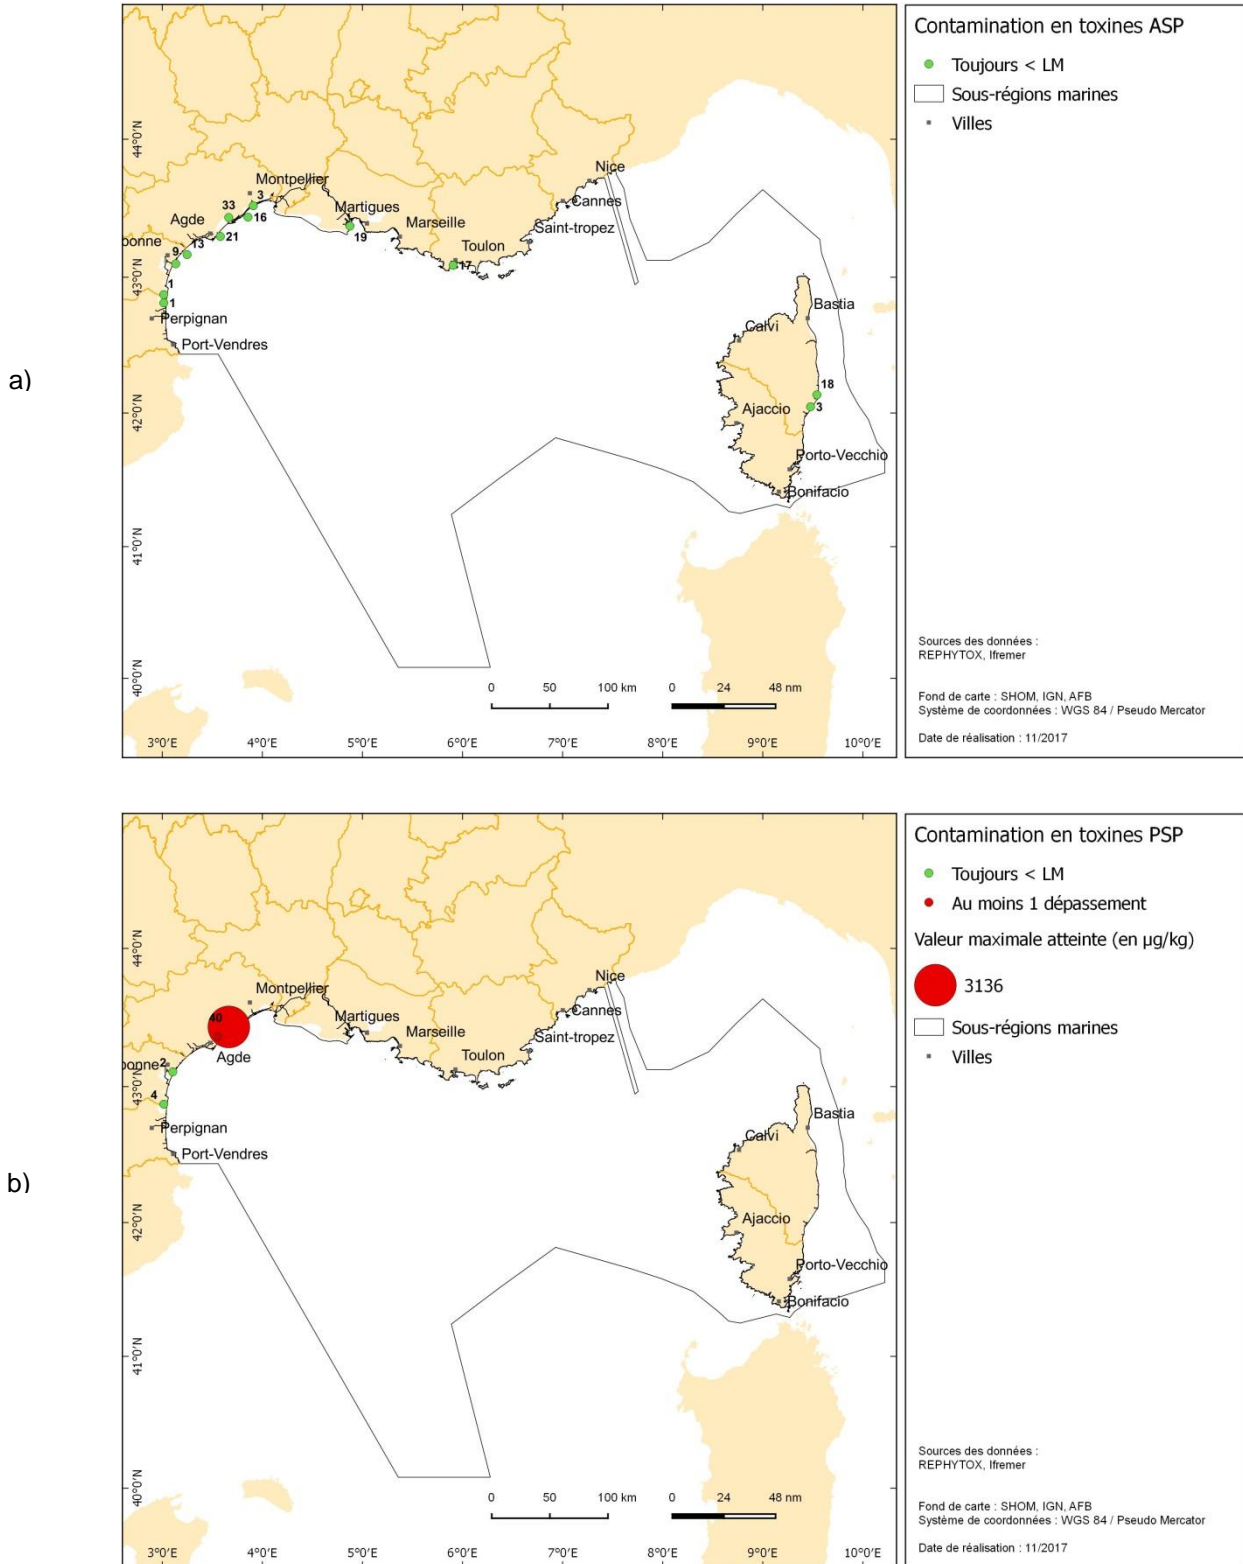 a)
44°0'N
43°0'N
42°0'N
41°0'N
40°0'N
Nice
Montpellier
Cannes
3
33
16
Martigues
Saint-tropez
Agde
Marseille
21
19
bonne
13
9
Toulon
17
1
1
Perpignan
Bastia
Calvi
Port-Vendres
18
Ajaccio
3
Porto-Vecchio
Bonifacio
0 50 100 km
0 24 48 nm
3°0'E 4°0'E 5°0'E 6°0'E 7°0'E 8°0'E 9°0'E 10°0'E
Contamination en toxines ASP
Toujours < LM
Sous-régions marines
Villes
Sources des données :
REPHYTOX, Ifremer
Fond de carte : SHOM, IGN, AFB
Système de coordonnées : WGS 84 / Pseudo Mercator
Date de réalisation : 11/2017
b)
44°0'N
43°0'N
42°0'N
41°0'N
40°0'N
Nice
Montpellier
Cannes
40
Martigues
Marseille
Saint-tropez
Agde
bonne
2
Toulon
4
Perpignan
Bastia
Calvi
Port-Vendres
Ajaccio
Porto-Vecchio
Bonifacio
0 50 100 km
0 24 48 nm
3°0'E 4°0'E 5°0'E 6°0'E 7°0'E 8°0'E 9°0'E 10°0'E
Contamination en toxines PSP
Toujours < LM
Au moins 1 dépassement
Valeur maximale atteinte (en µg/kg)
3136
Sous-régions marines
Villes
Sources des données :
REPHYTOX, Ifremer
Fond de carte : SHOM, IGN, AFB
Système de coordonnées : WGS 84 / Pseudo Mercator
Date de réalisation : 11/2017